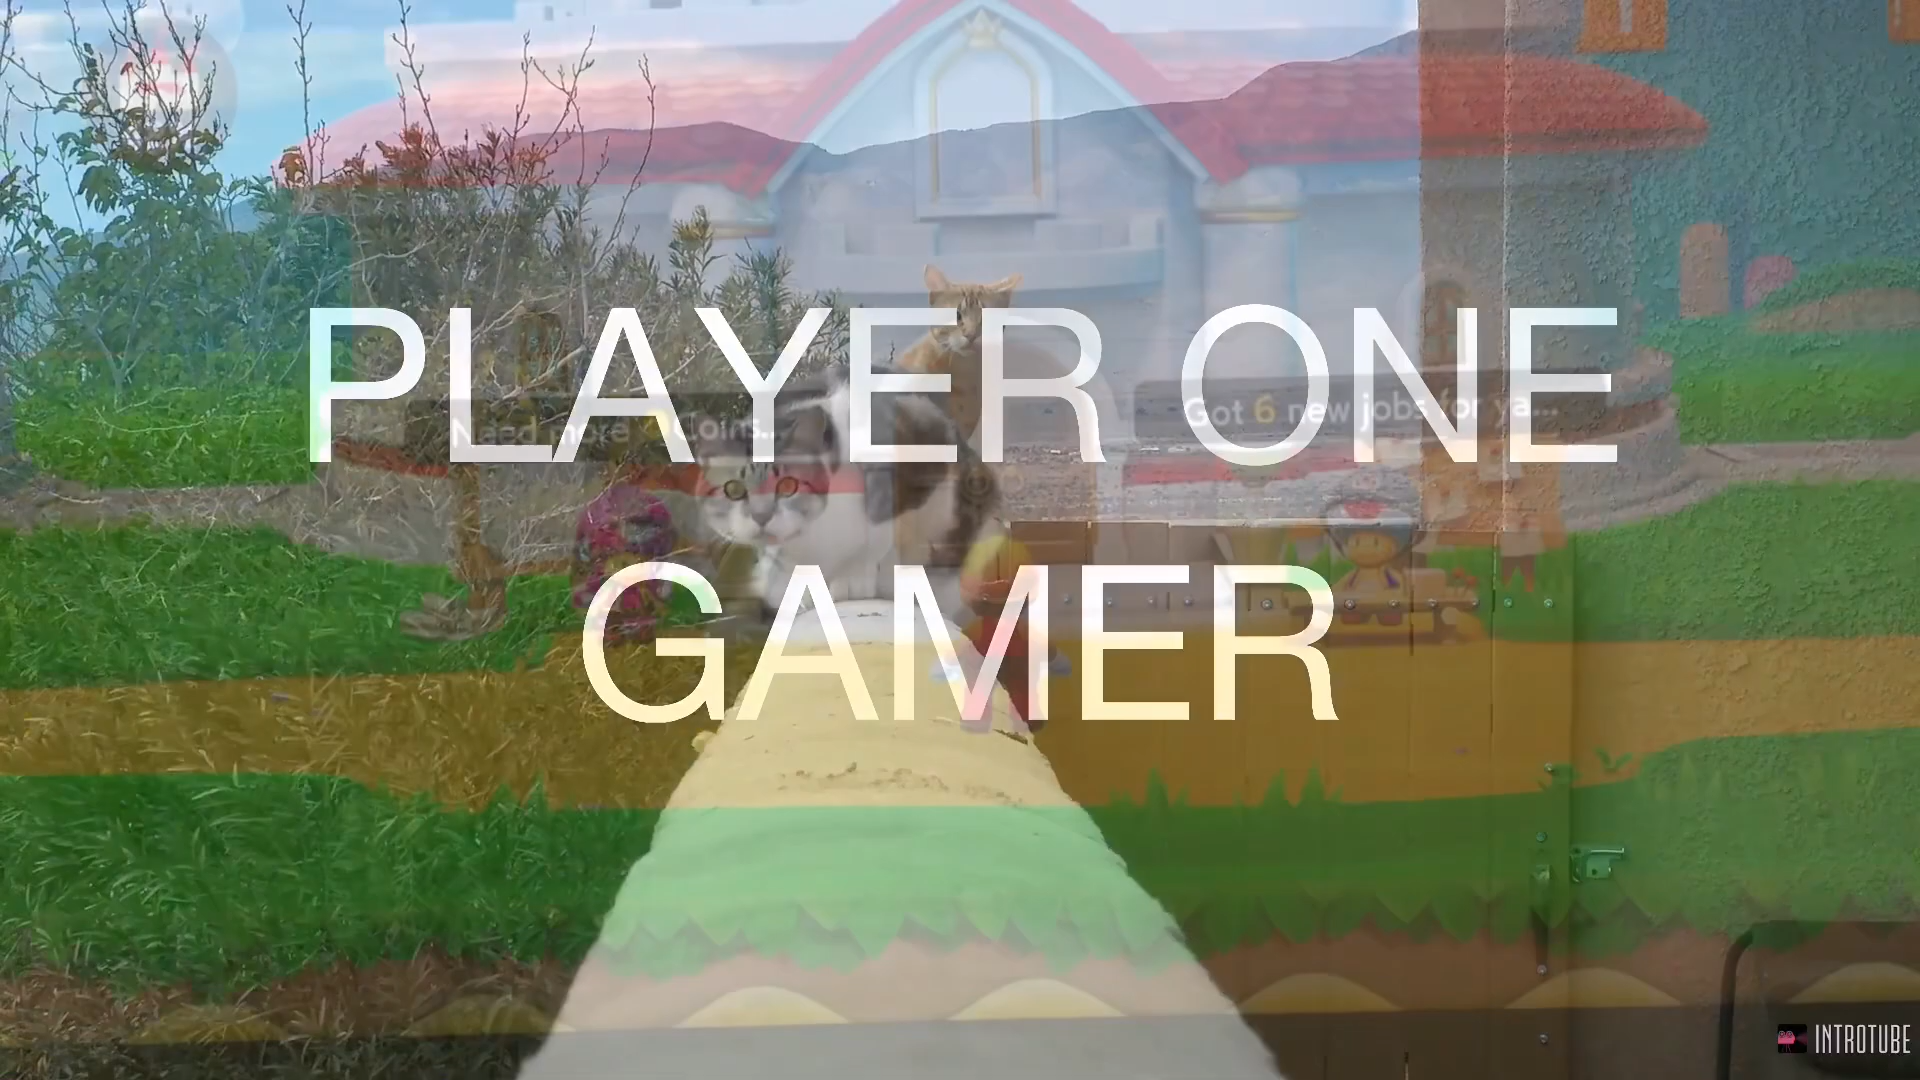 PLAYER ONE
Need more Coins...
Got 6 new jobs for ya...
GAMER
INTROTUBE